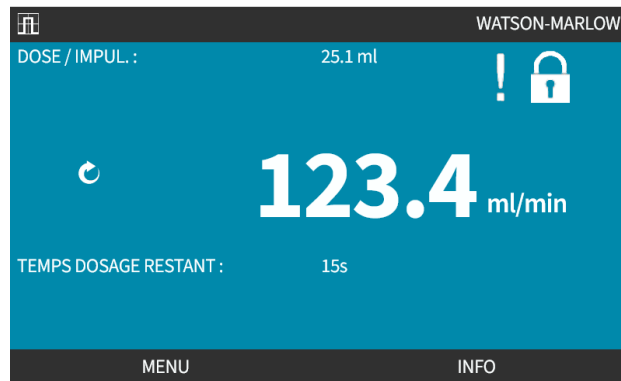 WATSON-MARLOW
DOSE / IMPUL. : 25.1 ml
!
123.4 ml/min
TEMPS DOSAGE RESTANT : 15s
MENU INFO